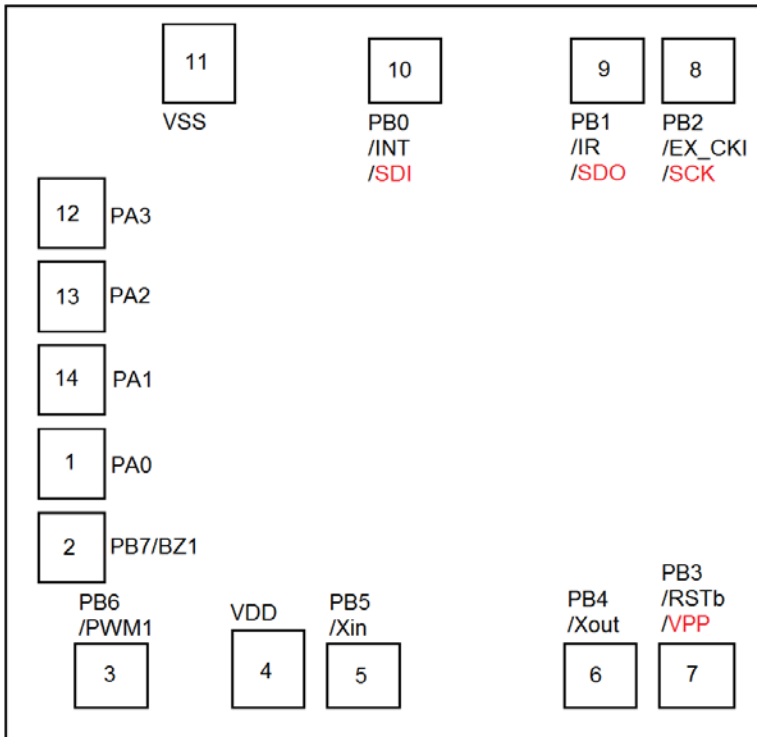 11
VSS
10
PB0
/INT
/SDI
9
PB1
/IR
/SDO
8
PB2
/EX_CKI
/SCK
12 PA3
13 PA2
14 PA1
1 PA0
2 PB7/BZ1
PB6
/PWM1
3
VDD
4
PB5
/Xin
5
PB4
/Xout
6
PB3
/RSTb
/VPP
7